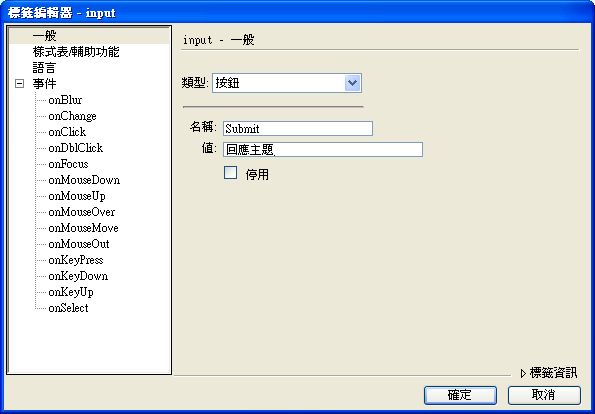 標籤編輯器 - input
一般
樣式表/輔助功能
語言
事件
onBlur
onChange
onClick
onDblClick
onFocus
onMouseDown
onMouseUp
onMouseOver
onMouseMove
onMouseOut
onKeyPress
onKeyDown
onKeyUp
onSelect
input - 一般
類型: 按鈕
名稱: Submit
值: 回應主題
停用
標籤資訊
確定 取消